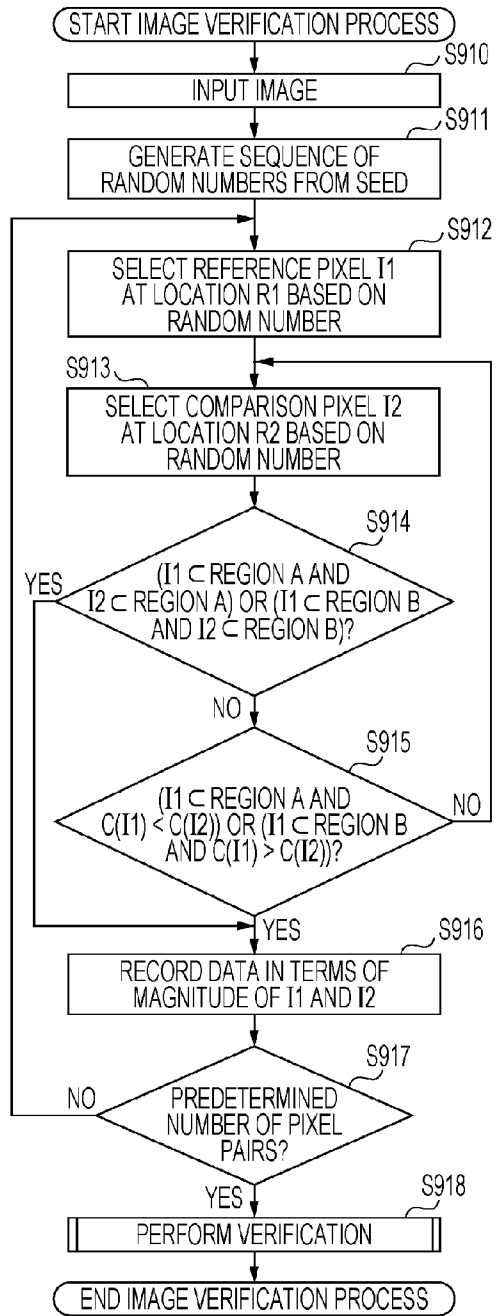 START IMAGE VERIFICATION PROCESS
S910
INPUT IMAGE
S911
GENERATE SEQUENCE OF
RANDOM NUMBERS FROM SEED
S912
SELECT REFERENCE PIXEL I1
AT LOCATION R1 BASED ON
RANDOM NUMBER
S913
SELECT COMPARISON PIXEL I2
AT LOCATION R2 BASED ON
RANDOM NUMBER
S914
YES
(I1 ⊂ REGION A AND
I2 ⊂ REGION A) OR (I1 ⊂ REGION B
AND I2 ⊂ REGION B)?
NO
S915
(I1 ⊂ REGION A AND
C(I1) < C(I2)) OR (I1 ⊂ REGION B
AND C(I1) > C(I2))?
NO
YES
S916
RECORD DATA IN TERMS OF
MAGNITUDE OF I1 AND I2
S917
NO
PREDETERMINED
NUMBER OF PIXEL
PAIRS?
YES
S918
PERFORM VERIFICATION
END IMAGE VERIFICATION PROCESS